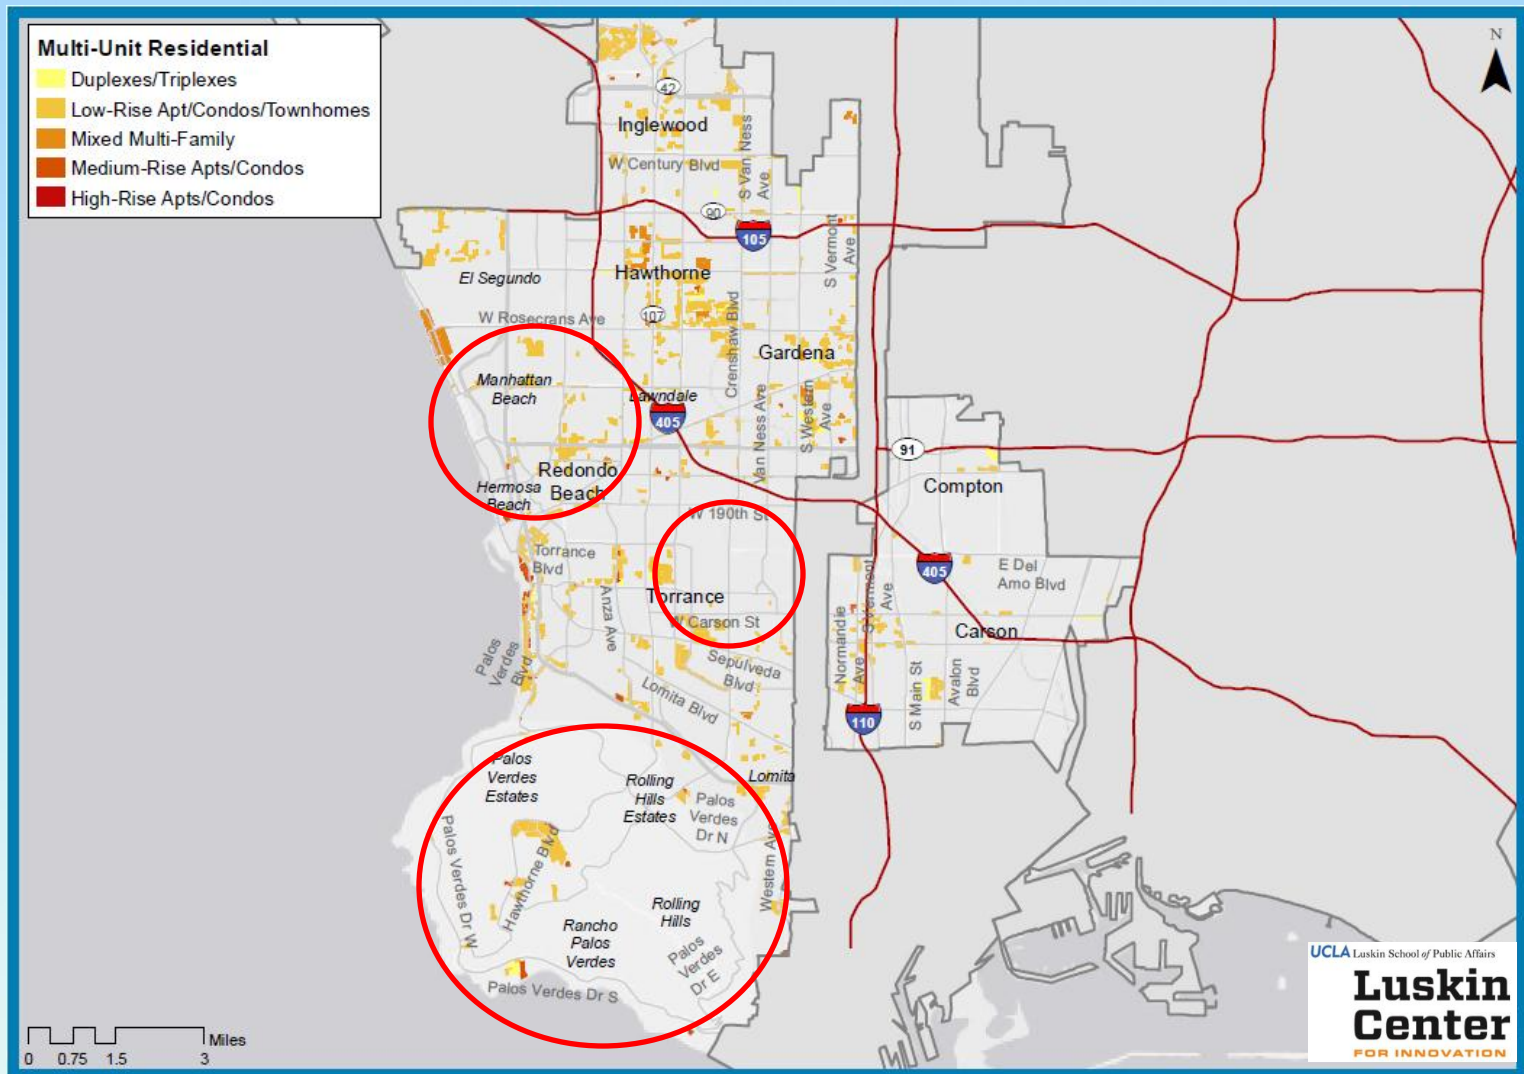 Multi-Unit Residential
Duplexes/Triplexes
Low-Rise Apt/Condos/Townhomes
Mixed Multi-Family
Medium-Rise Apts/Condos
High-Rise Apts/Condos
N
42
Inglewood
W Century Blvd
S Van Ness
Ave
90
105
S Vermont
Ave
El Segundo
Hawthorne
107
W Rosecrans Ave
Crenshaw Blvd
Gardena
Manhattan
Beach
Lawndale
405
Van Ness Ave
S Western
Ave
91
Redondo
Beach
Hermosa
Beach
Compton
W 190th St
Torrance
Blvd
405
E Del
Amo Blvd
Anza Ave
Torrance
W Carson St
Normandie
Ave
S Vermont
Ave
Carson
Palos
Verdes
Blvd
Sepulveda
Blvd
Lomita Blvd
S Main St
Avalon
Blvd
110
Palos
Verdes
Estates
Rolling
Hills
Estates
Lomita
Palos
Verdes
Dr N
Palos Verdes Dr W
Hawthorne Blvd
Western Ave
Rolling
Hills
Rancho
Palos
Verdes
Palos
Verdes
Dr E
Palos Verdes Dr S
Miles
0 0.75 1.5 3
UCLA Luskin School of Public Affairs
Luskin
Center
FOR INNOVATION